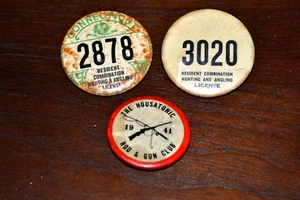 CONNECTICUT
2878
RESIDENT
COMBINATION
HUNTING & ANGLING
LICENSE
3020
RESIDENT COMBINATION
HUNTING AND ANGLING
LICENSE
THE HOUSATONIC
19 41
ROD & GUN CLUB